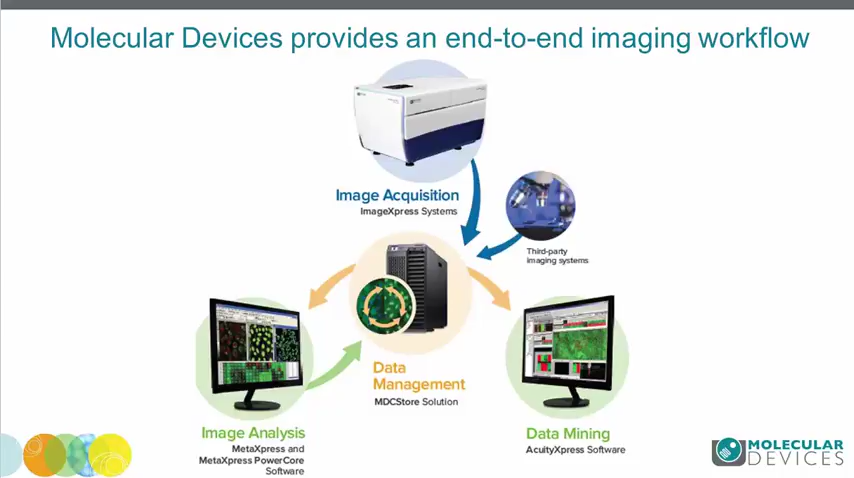 Molecular Devices provides an end-to-end imaging workflow
Image Acquisition
ImageXpress Systems
Third-party
imaging systems
Data
Management
MDCStore Solution
Image Analysis
MetaXpress and
MetaXpress PowerCore
Software
Data Mining
AcuityXpress Software
MOLECULAR
DEVICES